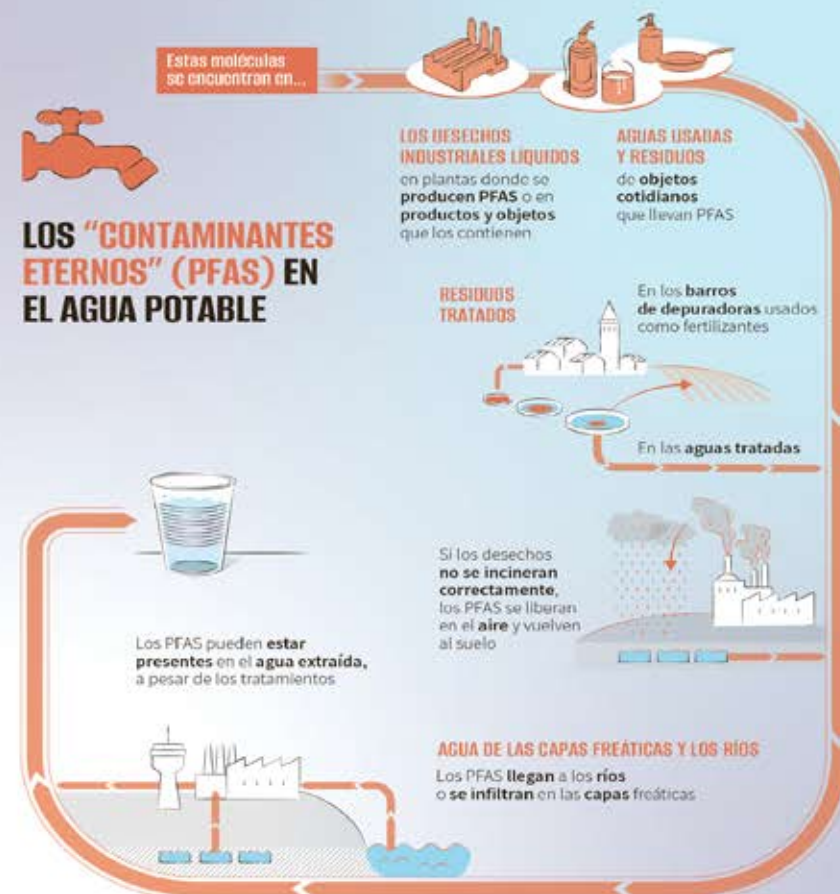 Estas moléculas
se encuentran en...
LOS "CONTAMINANTES
ETERNOS" (PFAS) EN
EL AGUA POTABLE
LOS DESECHOS
INDUSTRIALES LÍQUIDOS
en plantas donde se
producen PFAS o en
productos y objetos
que los contienen
AGUAS USADAS
Y RESIDUOS
de objetos
cotidianos
que llevan PFAS
RESIDUOS
TRATADOS
En los barros
de depuradoras usados
como fertilizantes
En las aguas tratadas
Si los desechos
no se incineran
correctamente,
los PFAS se liberan
en el aire y vuelven
al suelo
Los PFAS pueden estar
presentes en el agua extraída,
a pesar de los tratamientos
AGUA DE LAS CAPAS FREÁTICAS Y LOS RÍOS
Los PFAS llegan a los ríos
o se infiltran en las capas freáticas